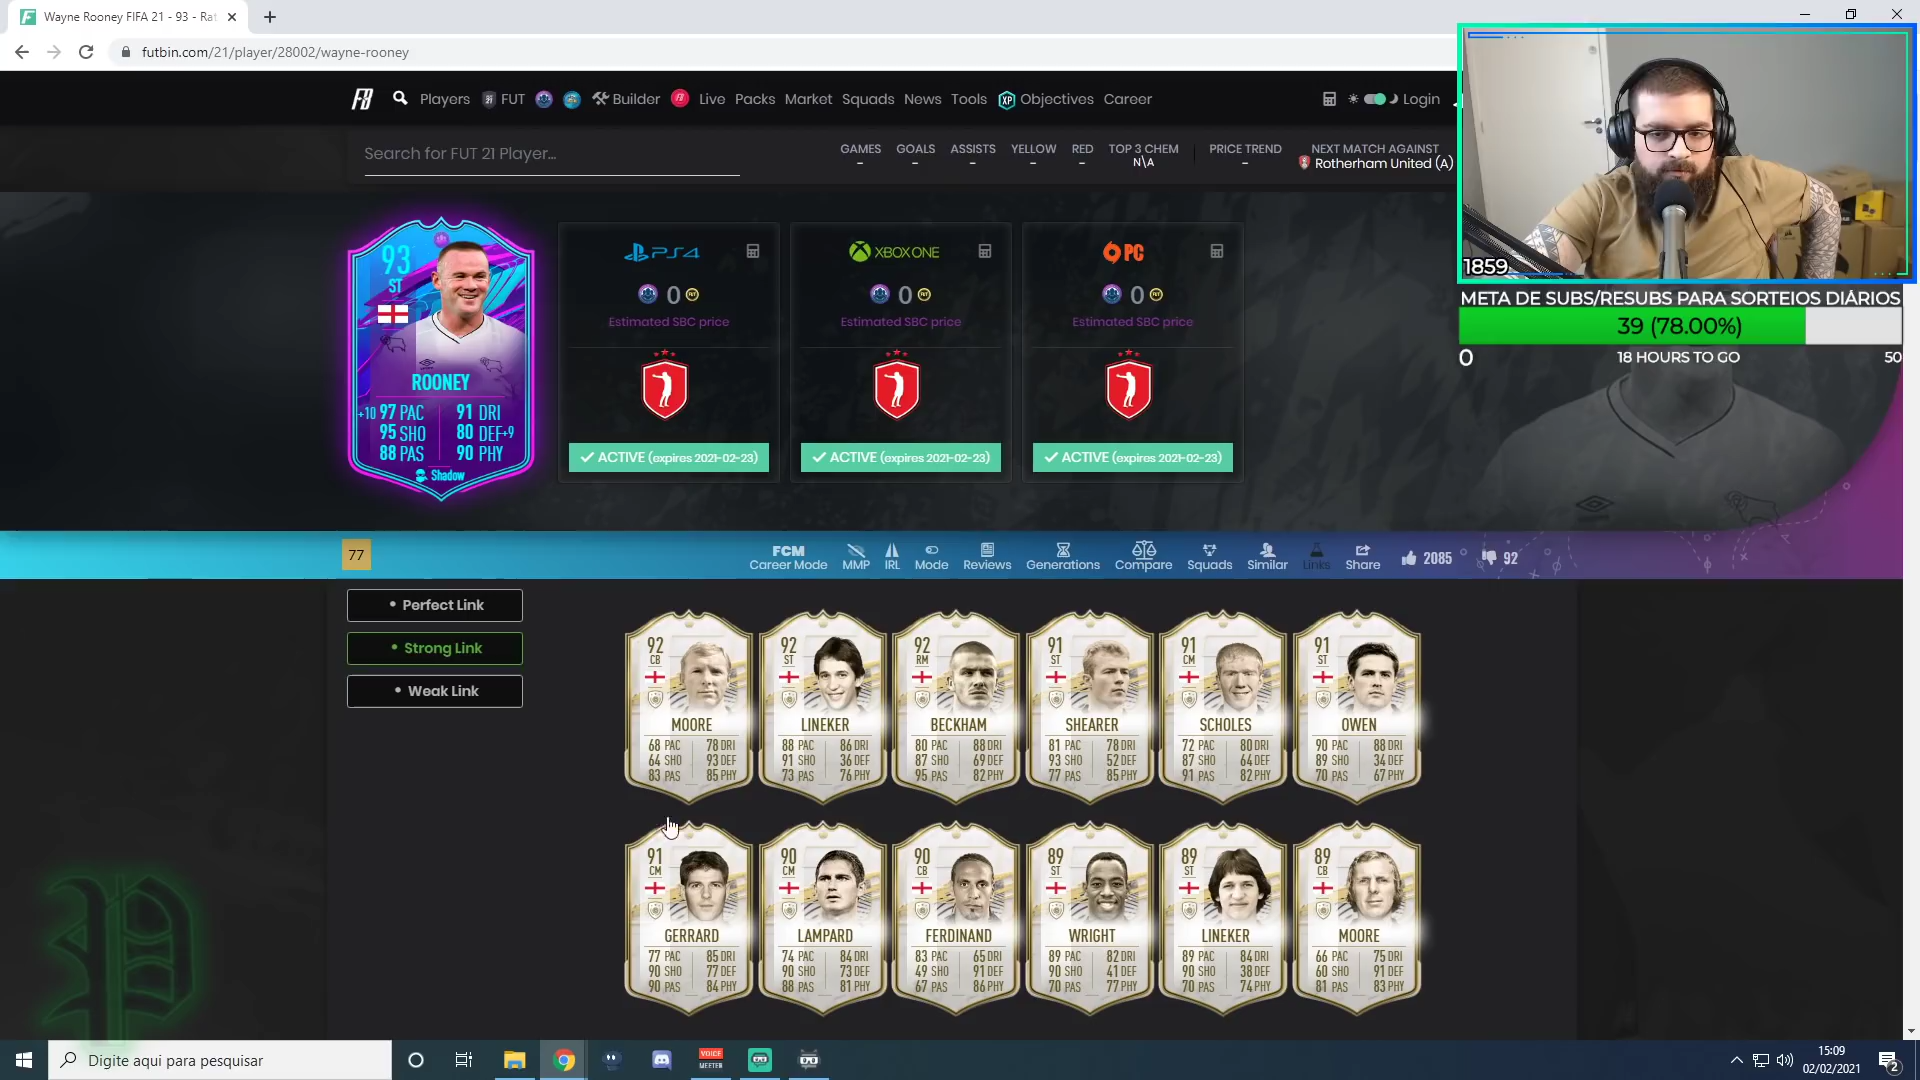 Wayne Rooney FIFA 21 - 93 - Rat
futbin.com/21/player/28002/wayne-rooney
Players FUT Builder Live Packs Market Squads News Tools XP Objectives Career Login
Search for FUT 21 Player...
GAMES GOALS ASSISTS YELLOW RED TOP 3 CHEM PRICE TREND NEXT MATCH AGAINST
- - - - - N\A - Rotherham United (A)
93
ST
ROONEY
+10 97 PAC 91 DRI
95 SHO 80 DEF+9
88 PAS 90 PHY
Shadow
PS4
0
Estimated SBC price
ACTIVE (expires 2021-02-23)
XBOX ONE
0
Estimated SBC price
ACTIVE (expires 2021-02-23)
PC
0
Estimated SBC price
ACTIVE (expires 2021-02-23)
1859
META DE SUBS/RESUBS PARA SORTEIOS DIÁRIOS
39 (78.00%)
0 18 HOURS TO GO 50
77
FCM
Career Mode MMP IRL Mode Reviews Generations Compare Squads Similar Links Share 2085 92
• Perfect Link
• Strong Link
• Weak Link
92
CB
MOORE
68 PAC 78 DRI
64 SHO 93 DEF
83 PAS 85 PHY
92
ST
LINEKER
88 PAC 86 DRI
91 SHO 36 DEF
73 PAS 76 PHY
92
RM
BECKHAM
80 PAC 88 DRI
87 SHO 69 DEF
95 PAS 82 PHY
91
ST
SHEARER
81 PAC 78 DRI
93 SHO 52 DEF
77 PAS 85 PHY
91
CM
SCHOLES
72 PAC 80 DRI
87 SHO 64 DEF
91 PAS 82 PHY
91
ST
OWEN
90 PAC 88 DRI
89 SHO 34 DEF
70 PAS 67 PHY
91
CM
GERRARD
77 PAC 85 DRI
90 SHO 77 DEF
90 PAS 84 PHY
90
CM
LAMPARD
74 PAC 84 DRI
90 SHO 73 DEF
88 PAS 81 PHY
90
CB
FERDINAND
83 PAC 65 DRI
49 SHO 91 DEF
67 PAS 86 PHY
89
ST
WRIGHT
89 PAC 82 DRI
90 SHO 41 DEF
70 PAS 77 PHY
89
ST
LINEKER
89 PAC 84 DRI
90 SHO 38 DEF
70 PAS 74 PHY
89
CB
MOORE
66 PAC 75 DRI
60 SHO 91 DEF
81 PAS 83 PHY
Digite aqui para pesquisar
VOICE
MEETER
15:09
02/02/2021
2